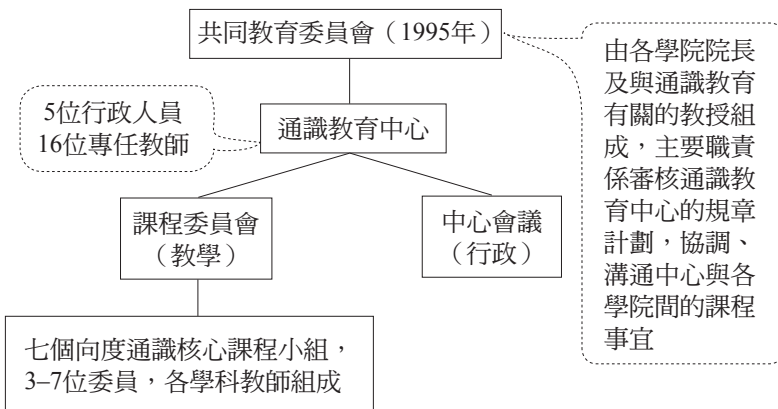 共同教育委員會（1995年）
由各學院院長
及與通識教育
有關的教授組
成，主要職責
係審核通識教
育中心的規章
計劃，協調、
溝通中心與各
學院間的課程
事宜
5位行政人員
16位專任教師
通識教育中心
課程委員會
（教學）
中心會議
（行政）
七個向度通識核心課程小組，
3–7位委員，各學科教師組成